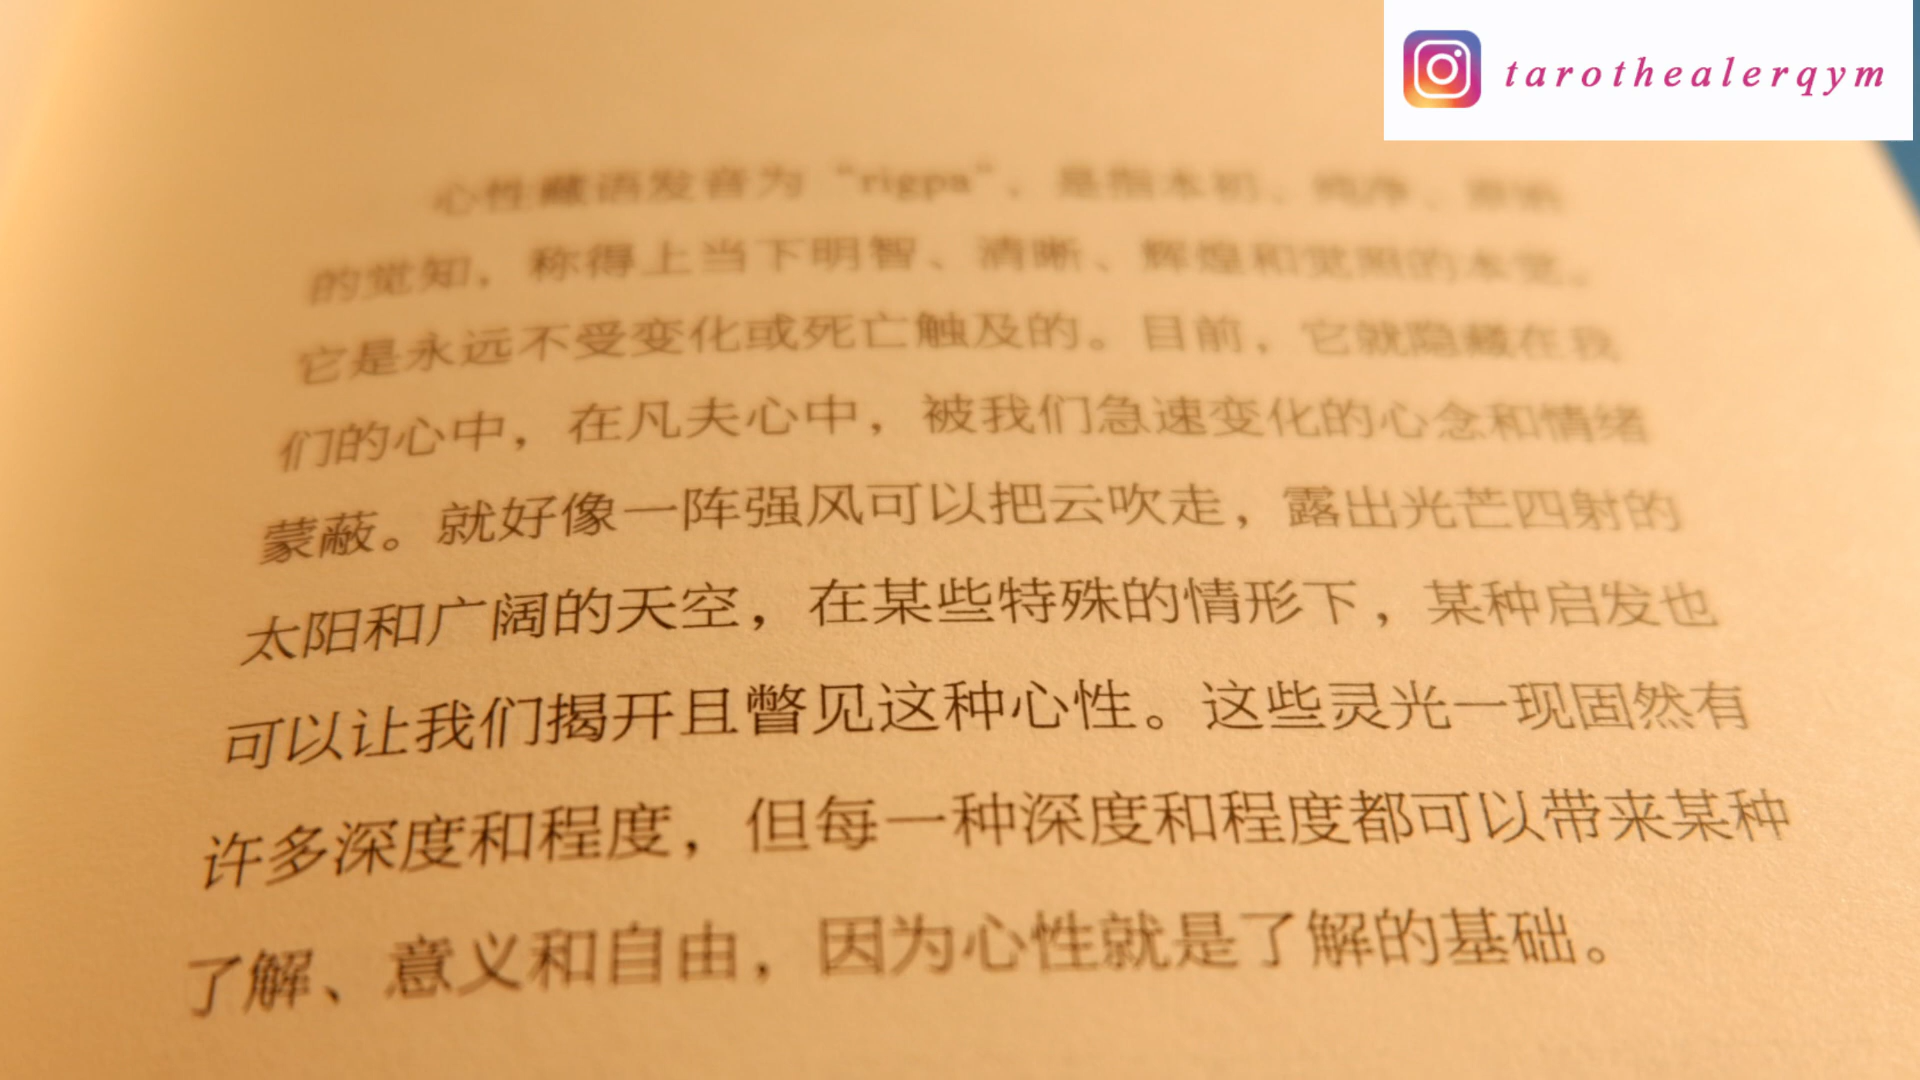 tarothealerqym
心性藏语发音为“rigpa”，是指本初、纯净、
的觉知，称得上当下明智、清晰、辉煌和觉照的本觉。
它是永远不受变化或死亡触及的。目前，它就隐藏在我
们的心中，在凡夫心中，被我们急速变化的心念和情绪
蒙蔽。就好像一阵强风可以把云吹走，露出光芒四射的
太阳和广阔的天空，在某些特殊的情形下，某种启发也
可以让我们揭开且瞥见这种心性。这些灵光一现固然有
许多深度和程度，但每一种深度和程度都可以带来某种
了解、意义和自由，因为心性就是了解的基础。